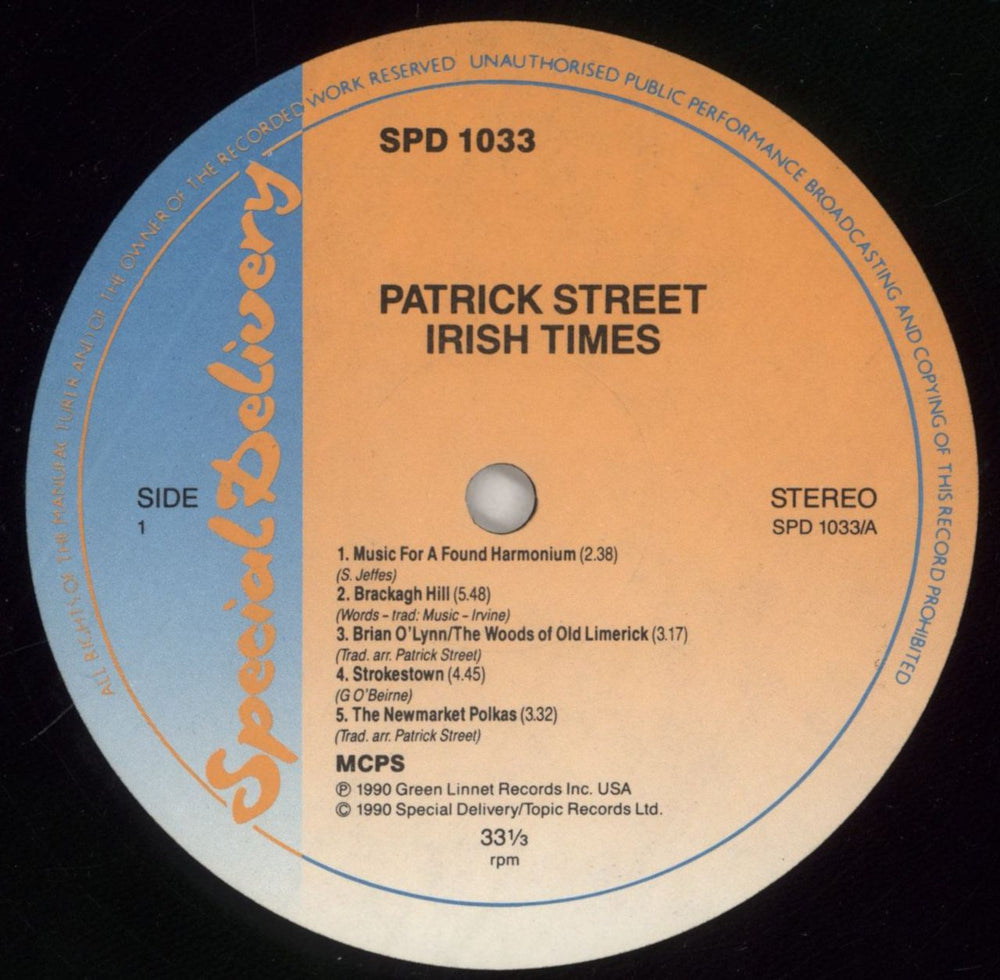 ALL RIGHTS OF THE MANUFACTURER AND OF THE OWNER OF THE RECORDED WORK RESERVED UNAUTHORISED PUBLIC PERFORMANCE BROADCASTING AND COPYING OF THIS RECORD PROHIBITED
SPD 1033
Special Delivery
PATRICK STREET
IRISH TIMES
SIDE
1
STEREO
SPD 1033/A
1. Music For A Found Harmonium (2.38)
(S. Jeffes)
2. Brackagh Hill (5.48)
(Words – trad: Music – Irvine)
3. Brian O'Lynn/The Woods of Old Limerick (3.17)
(Trad. arr. Patrick Street)
4. Strokestown (4.45)
(G O'Beirne)
5. The Newmarket Polkas (3.32)
(Trad. arr. Patrick Street)
MCPS
℗ 1990 Green Linnet Records Inc. USA
© 1990 Special Delivery/Topic Records Ltd.
33⅓
rpm